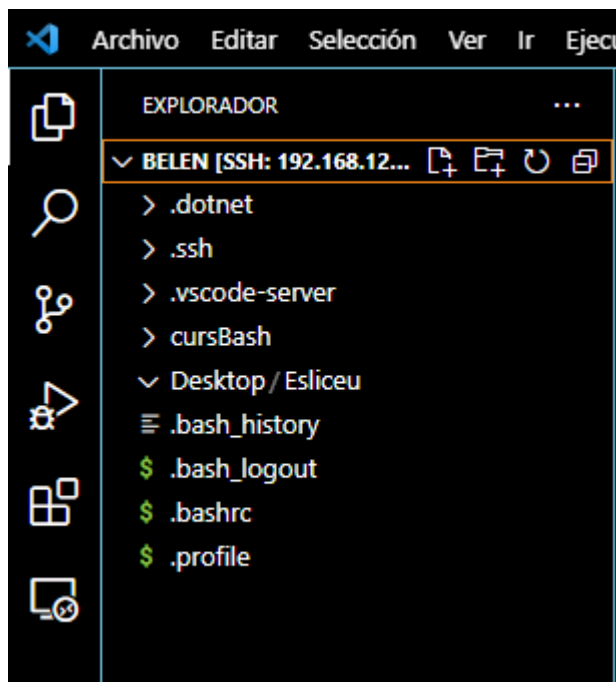 Archivo Editar Selección Ver Ir Ejecu
EXPLORADOR
BELEN [SSH: 192.168.12...
.dotnet
.ssh
.vscode-server
cursBash
Desktop / Esliceu
.bash_history
$ .bash_logout
$ .bashrc
$ .profile